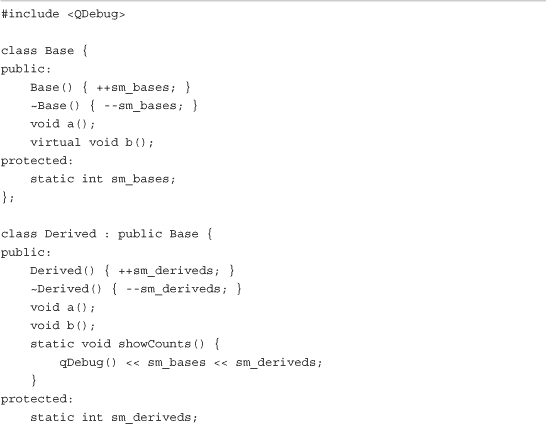 #include <QDebug>
class Base {
public:
    Base() { ++sm_bases; }
    ~Base() { --sm_bases; }
    void a();
    virtual void b();
protected:
    static int sm_bases;
};
class Derived : public Base {
public:
    Derived() { ++sm_deriveds; }
    ~Derived() { --sm_deriveds; }
    void a();
    void b();
    static void showCounts() {
        qDebug() << sm_bases << sm_deriveds;
    }
protected:
    static int sm_deriveds;